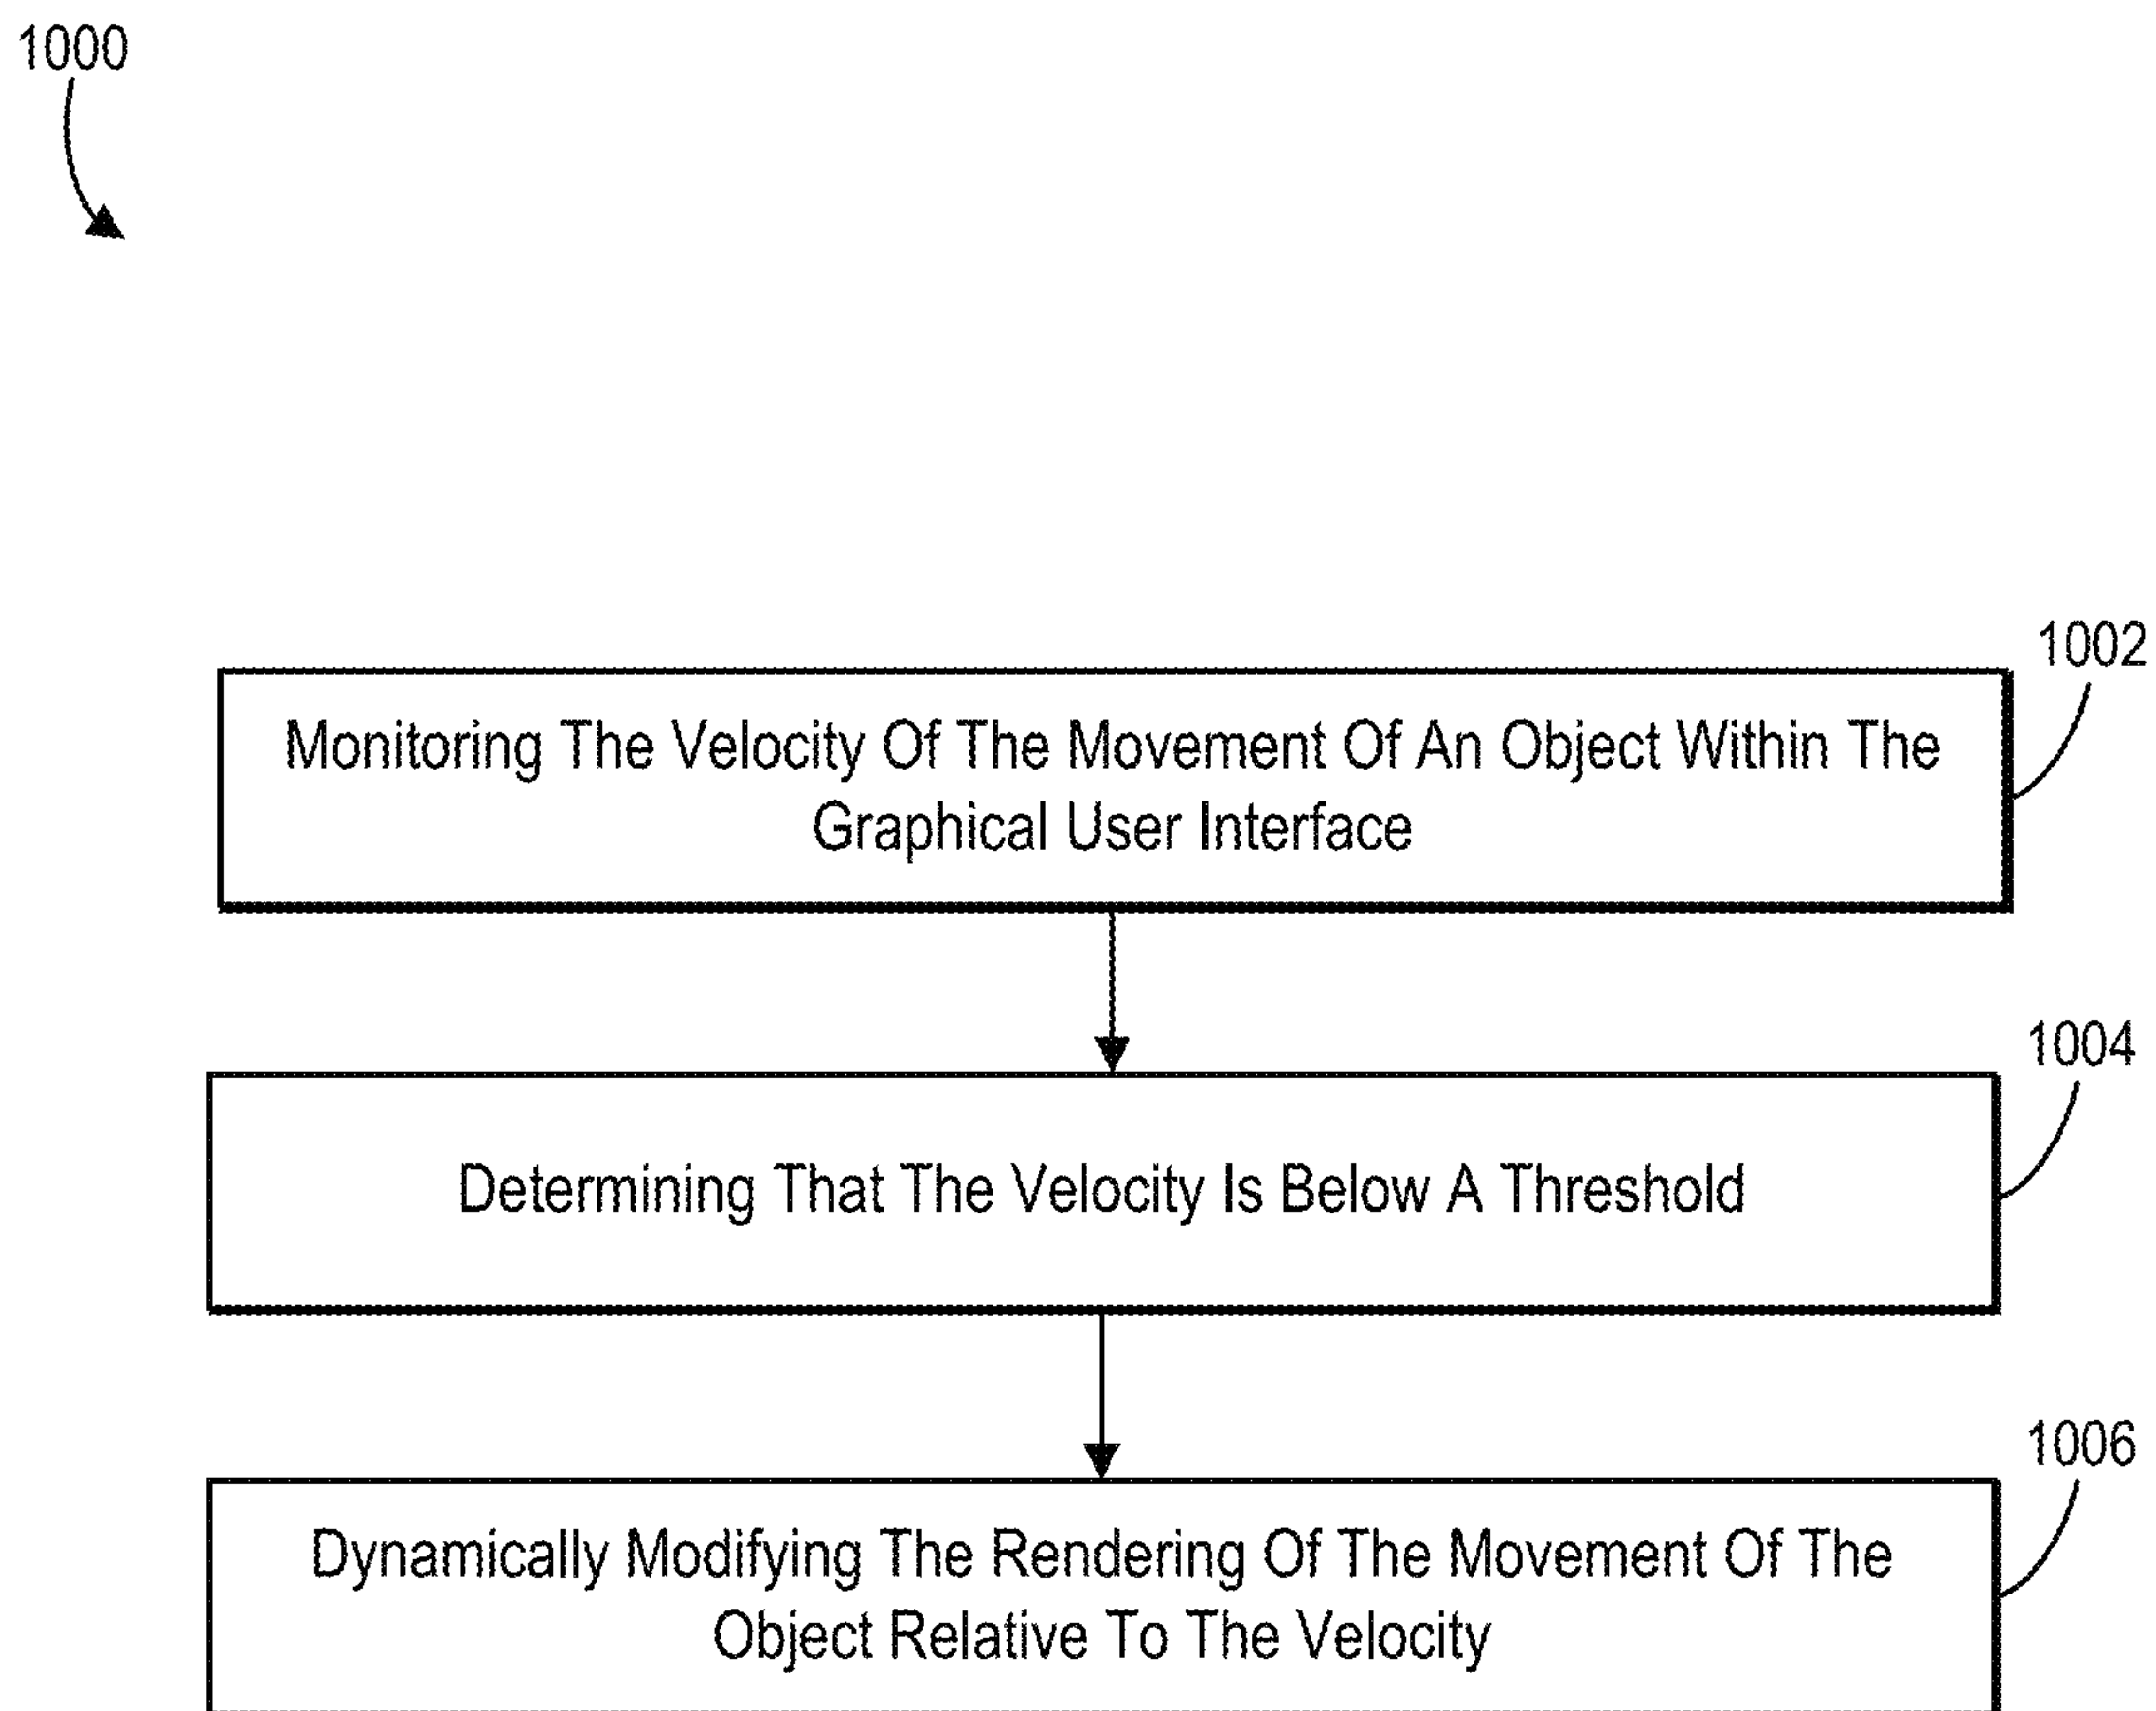 1000
1002
Monitoring The Velocity Of The Movement Of An Object Within The
Graphical User Interface
1004
Determining That The Velocity Is Below A Threshold
1006
Dynamically Modifying The Rendering Of The Movement Of The
Object Relative To The Velocity